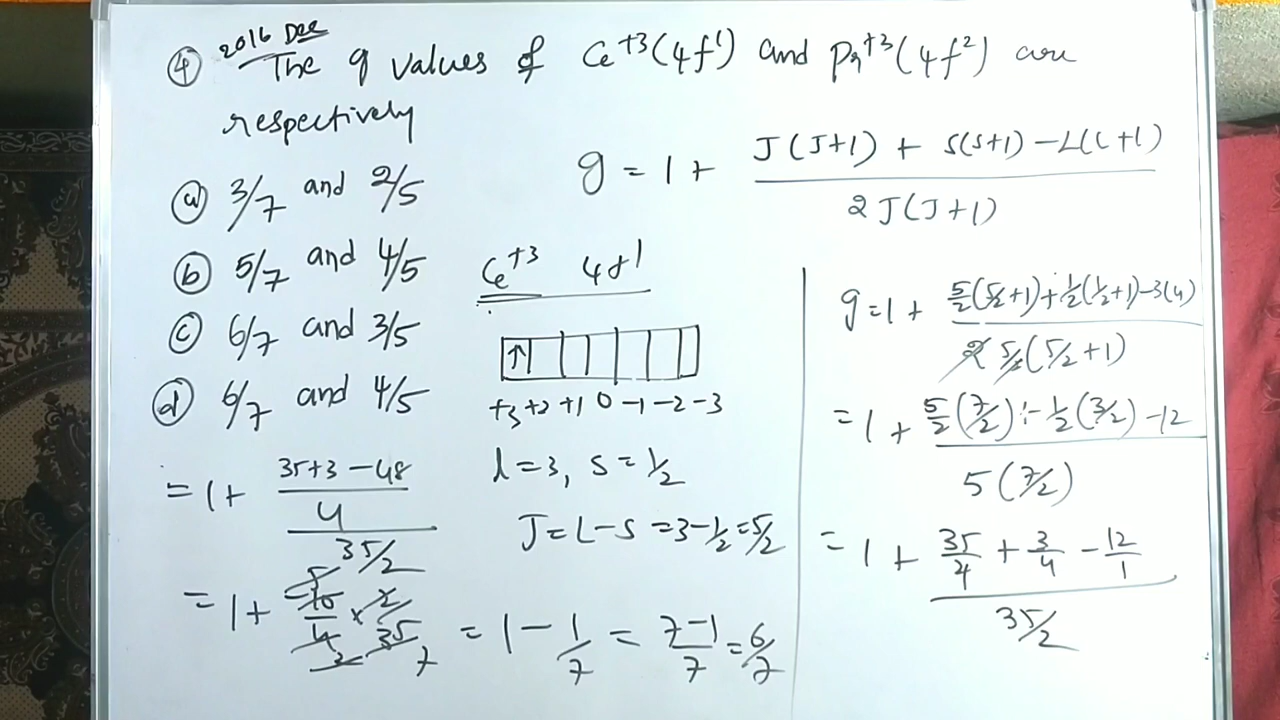 ④ 2016 Dec
The g values of Ce+3(4f¹) and Pr+3(4f²) are
respectively
ⓐ 3/7 and 2/5
ⓑ 5/7 and 4/5
ⓒ 6/7 and 3/5
ⓓ 6/7 and 4/5
g = 1 + J(J+1) + S(S+1) - L(L+1) / 2J(J+1)
Ce+3 4f¹
↑
+3 +2 +1 0 -1 -2 -3
l = 3, S = 1/2
J = L - S = 3 - 1/2 = 5/2
g = 1 + 5/2(5/2+1) + 1/2(1/2+1) - 3(4) / 2 5/2(5/2+1)
= 1 + 5/2(7/2) + 1/2(3/2) - 12 / 5(7/2)
= 1 + 35/4 + 3/4 - 12/1 / 35/2
= 1 + 35+3-48 / 4 / 35/2
= 1 + -10/4 × 2/35
= 1 - 1/7 = 7-1/7 = 6/7